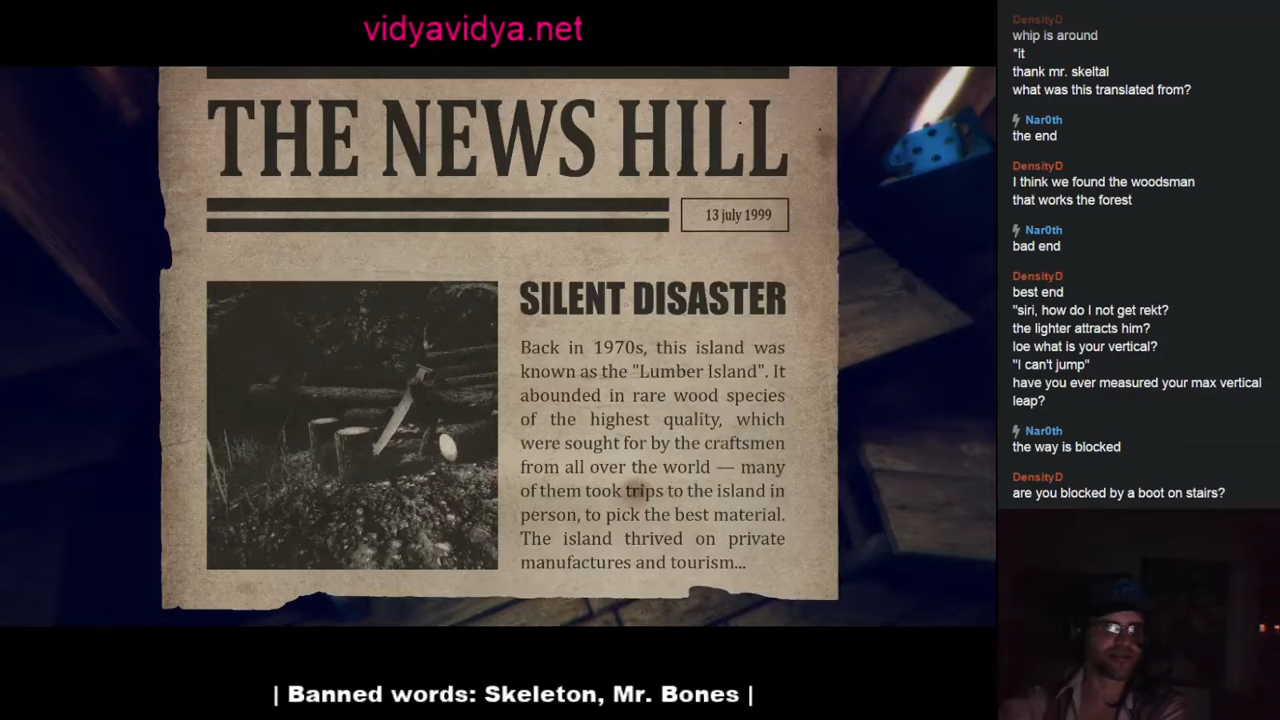 vidyavidya.net
THE NEWS HILL
13 july 1999
SILENT DISASTER
Back in 1970s, this island was
known as the "Lumber Island". It
abounded in rare wood species
of the highest quality, which
were sought for by the craftsmen
from all over the world — many
of them took trips to the island in
person, to pick the best material.
The island thrived on private
manufactures and tourism...
| Banned words: Skeleton, Mr. Bones |
DensityD
whip is around
*it
thank mr. skeltal
what was this translated from?
Nar0th
the end
DensityD
I think we found the woodsman
that works the forest
Nar0th
bad end
DensityD
best end
"siri, how do I not get rekt?
the lighter attracts him?
loe what is your vertical?
"I can't jump"
have you ever measured your max vertical
leap?
Nar0th
the way is blocked
DensityD
are you blocked by a boot on stairs?